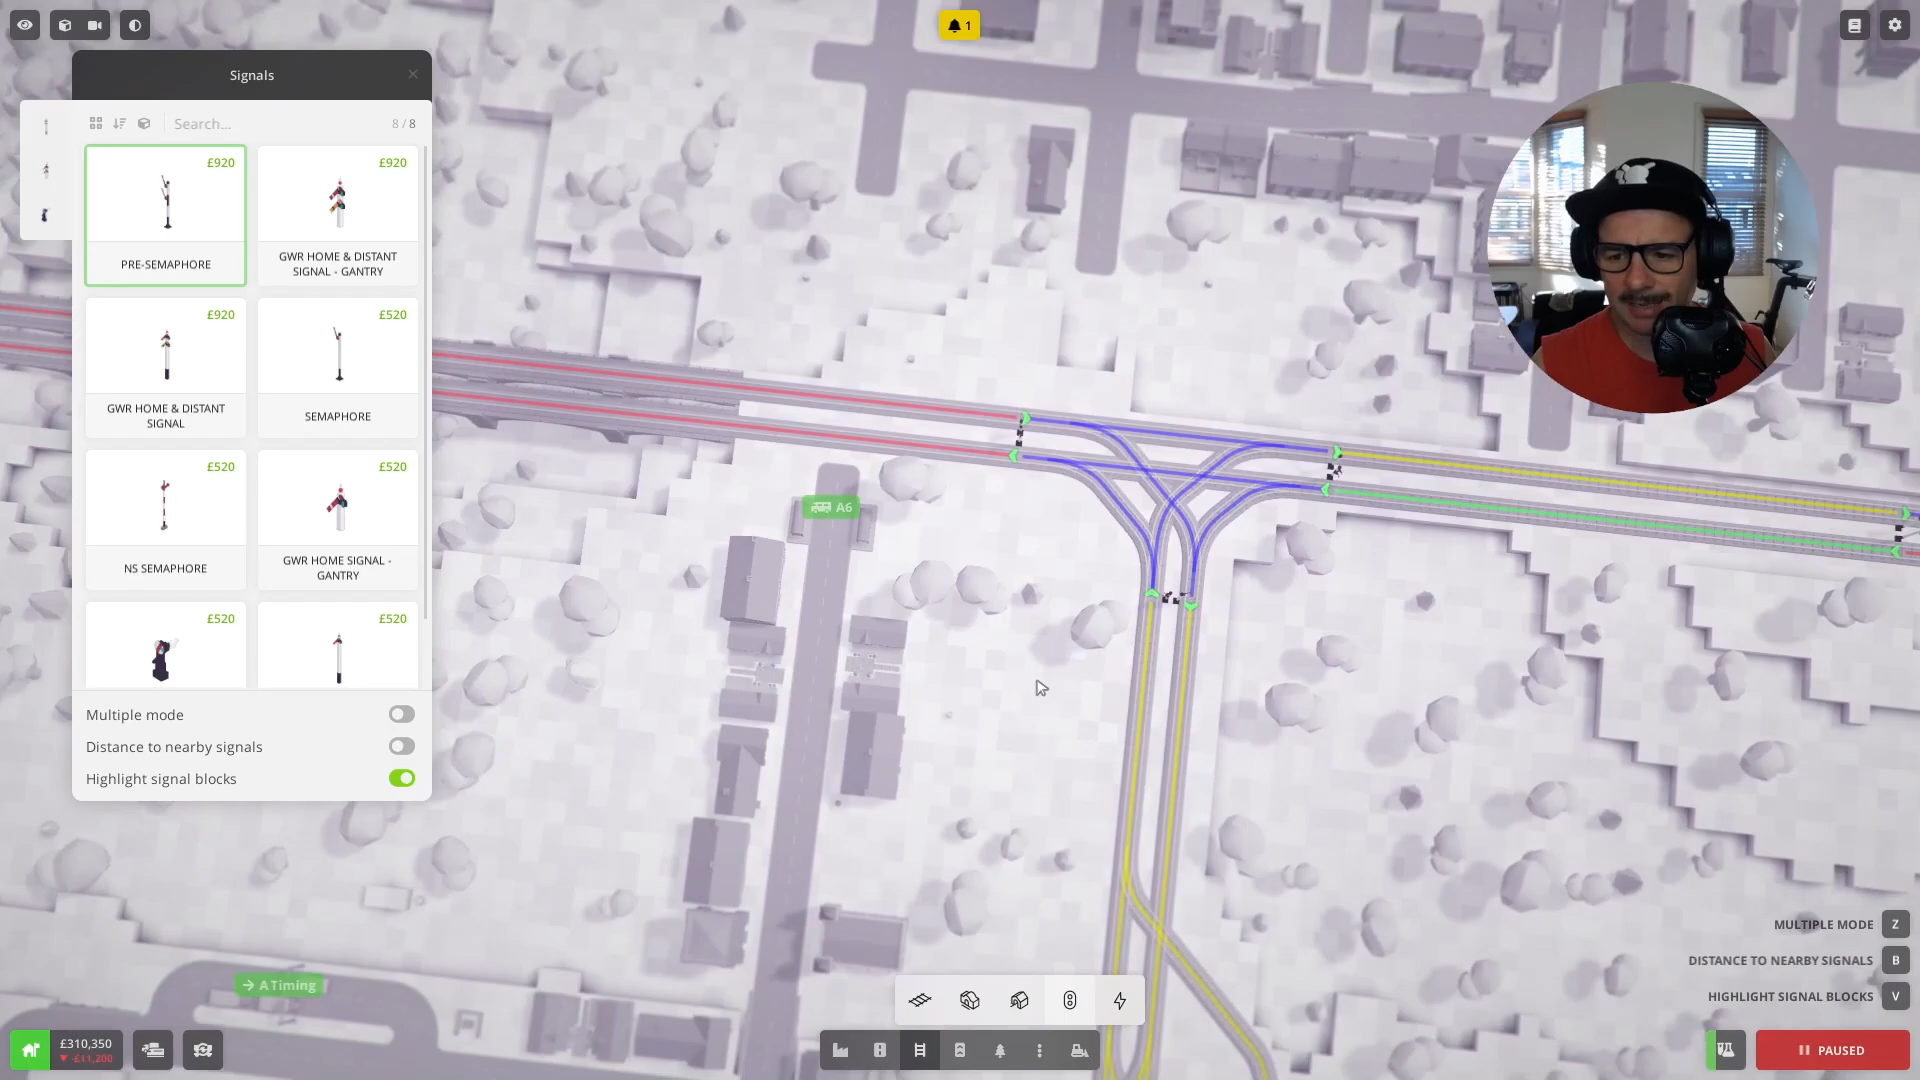 1
Signals
Search...
8 / 8
£920
PRE-SEMAPHORE
£920
GWR HOME & DISTANT
SIGNAL - GANTRY
£920
GWR HOME & DISTANT
SIGNAL
£520
SEMAPHORE
£520
NS SEMAPHORE
£520
GWR HOME SIGNAL -
GANTRY
£520
£520
Multiple mode
Distance to nearby signals
Highlight signal blocks
A6
A Timing
MULTIPLE MODE Z
DISTANCE TO NEARBY SIGNALS B
HIGHLIGHT SIGNAL BLOCKS V
£310,350
-£11,200
PAUSED